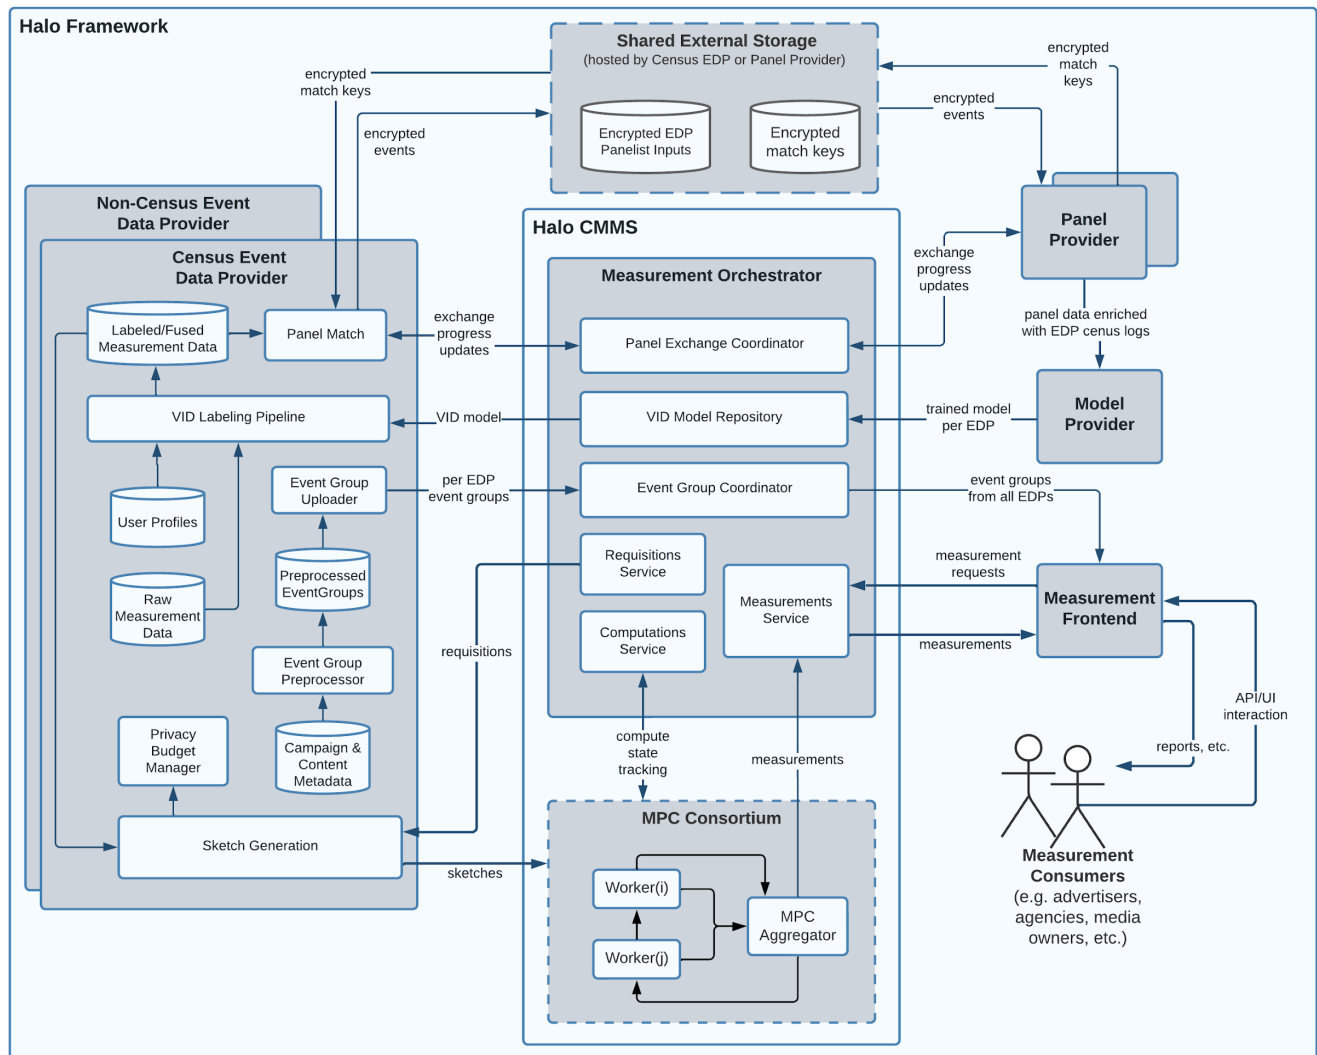 Halo Framework
Shared External Storage
(hosted by Census EDP or Panel Provider)
Encrypted EDP
Panelist Inputs
Encrypted
match keys
encrypted
match keys
encrypted
events
encrypted
match
keys
encrypted
events
Non-Census Event
Data Provider
Census Event
Data Provider
Labeled/Fused
Measurement Data
Panel Match
VID Labeling Pipeline
User Profiles
Raw
Measurement
Data
Event Group
Uploader
Preprocessed
EventGroups
Event Group
Preprocessor
Campaign &
Content
Metadata
Privacy
Budget
Manager
Sketch Generation
exchange
progress
updates
VID model
per EDP
event groups
requisitions
sketches
Halo CMMS
Measurement Orchestrator
Panel Exchange Coordinator
VID Model Repository
Event Group Coordinator
Requisitions
Service
Computations
Service
Measurements
Service
compute
state
tracking
measurements
MPC Consortium
Worker(i)
Worker(j)
MPC
Aggregator
Panel
Provider
exchange
progress
updates
panel data enriched
with EDP cenus logs
Model
Provider
trained model
per EDP
event groups
from all EDPs
measurement
requests
Measurement
Frontend
measurements
API/UI
interaction
reports, etc.
Measurement
Consumers
(e.g. advertisers,
agencies, media
owners, etc.)